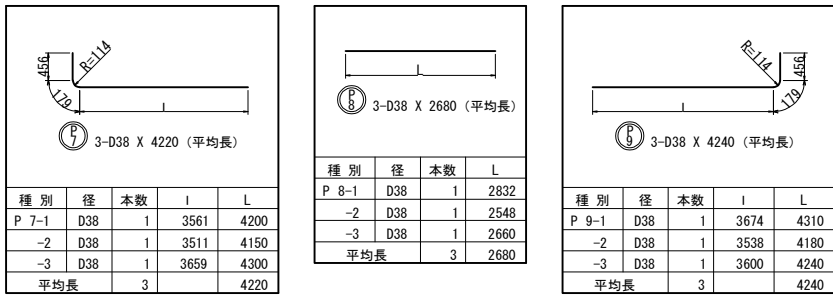 456
R=114
179
l
P
7
3-D38 X 4220 (平均長)
種 別 径 本数 l L
P 7-1 D38 1 3561 4200
-2 D38 1 3511 4150
-3 D38 1 3659 4300
平均長 3 4220
L
P
8
3-D38 X 2680 (平均長)
種 別 径 本数 L
P 8-1 D38 1 2832
-2 D38 1 2548
-3 D38 1 2660
平均長 3 2680
R=114
456
179
l
P
9
3-D38 X 4240 (平均長)
種 別 径 本数 l L
P 9-1 D38 1 3674 4310
-2 D38 1 3538 4180
-3 D38 1 3600 4240
平均長 3 4240